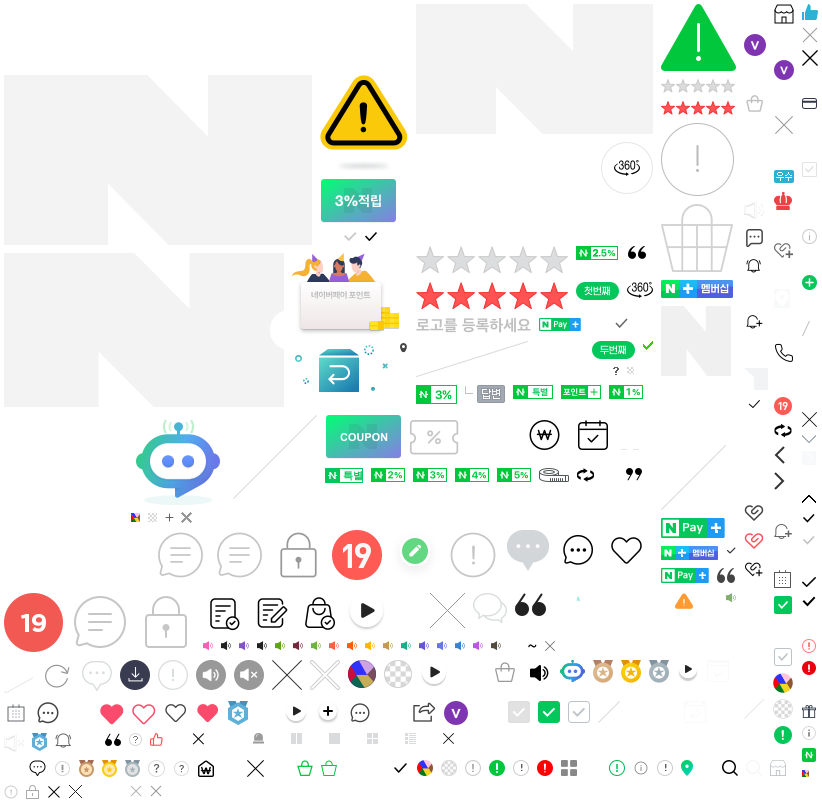 3%적립
360°
V
V
우수
2.5%
네이버페이 포인트
첫번째
360°
멤버십
로고를 등록하세요
N Pay +
두번째
?
N 3%
답변
N 특별
포인트 +
N 1%
19
COUPON
%
₩
N 특별
N 2%
N 3%
N 4%
N 5%
N Pay +
N + 멤버십
N Pay +
19
19
~
V
?
?
?
N